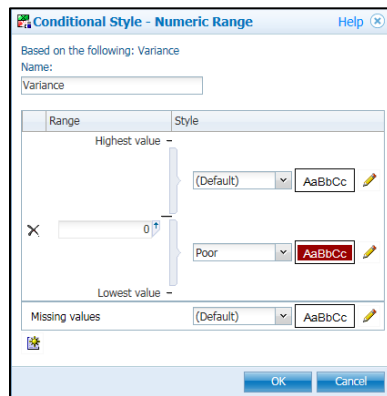 Conditional Style - Numeric Range Help
Based on the following: Variance
Name:
Variance
Range Style
Highest value
(Default) AaBbCc
0
Poor AaBbCc
Lowest value
Missing values (Default) AaBbCc
OK Cancel